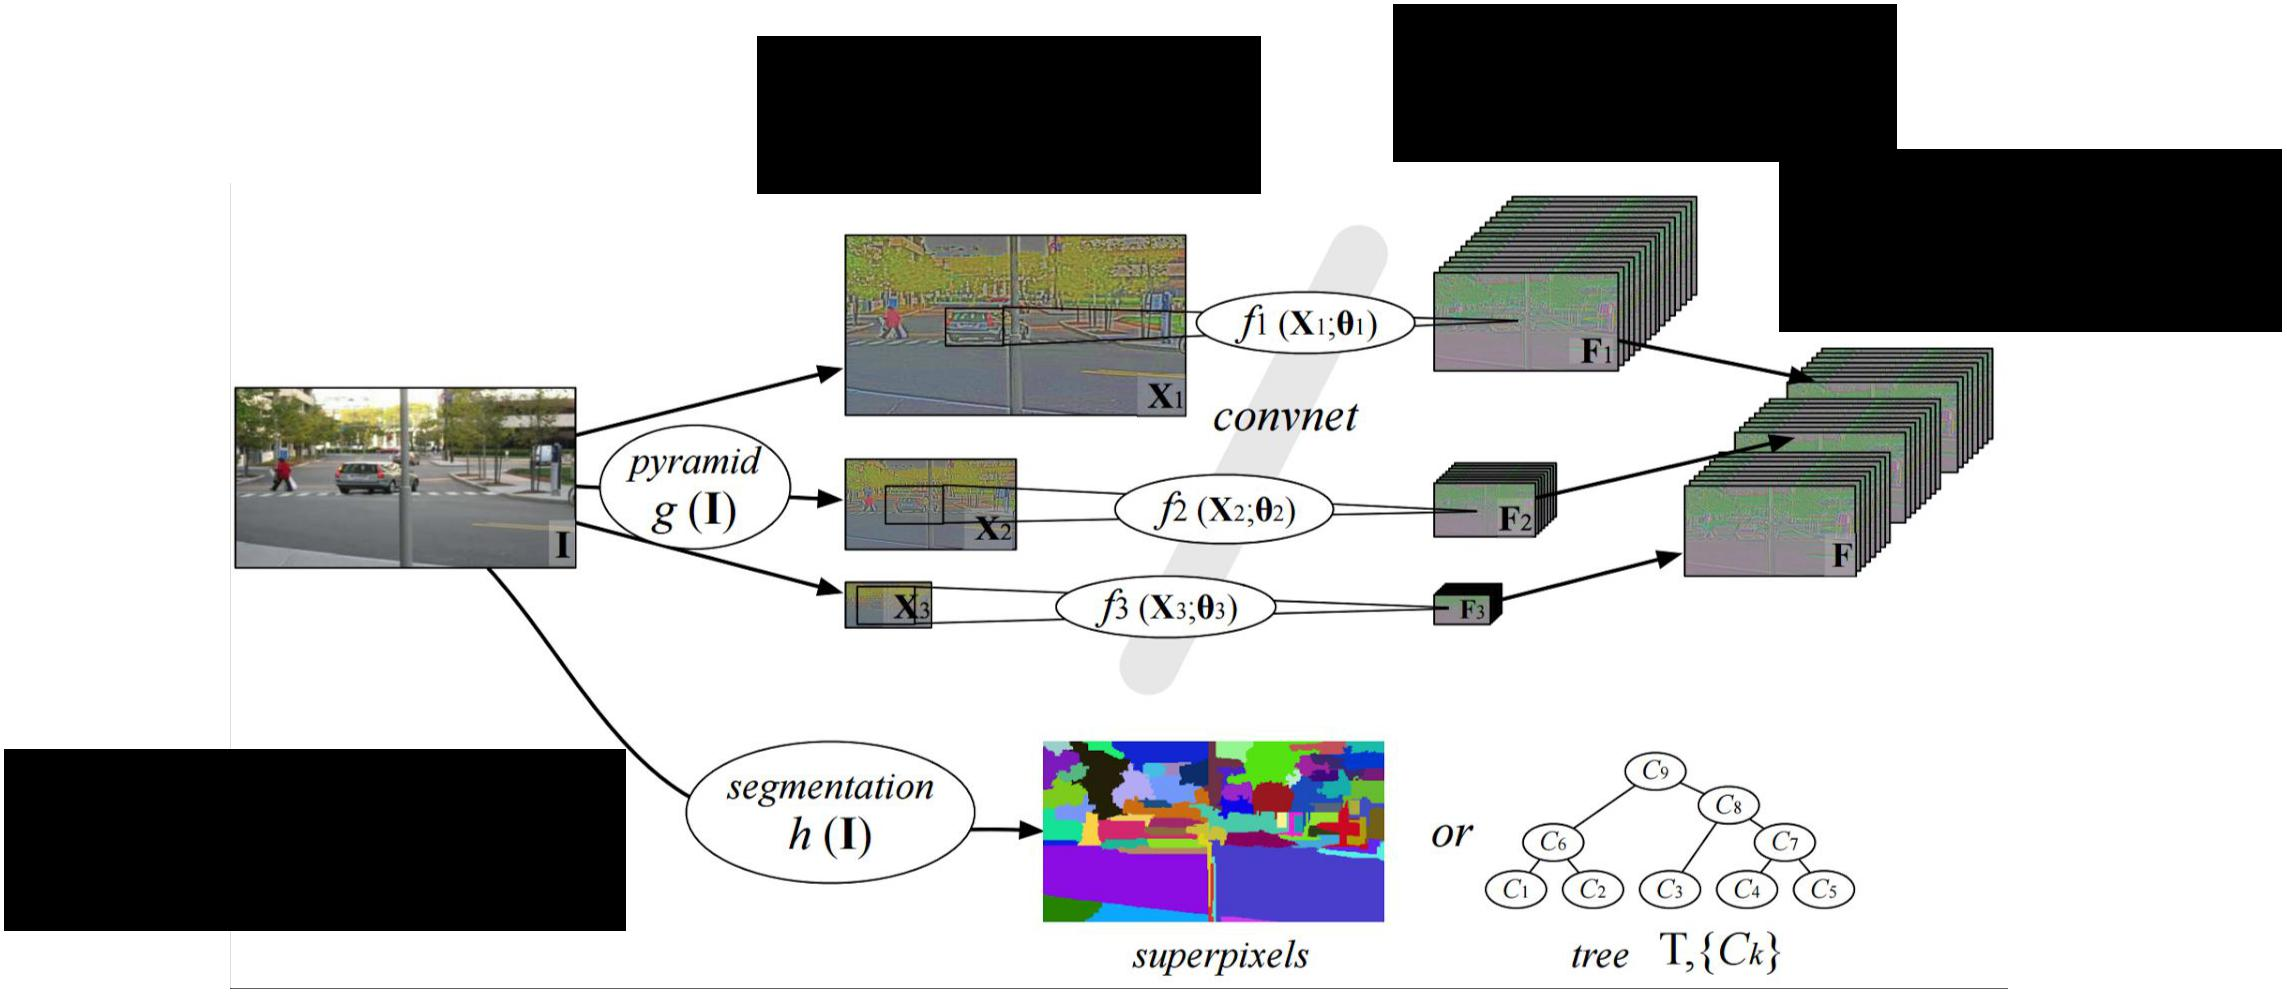 I
pyramid
g (I)
X1
X2
X3
convnet
f1 (X1;θ1)
f2 (X2;θ2)
f3 (X3;θ3)
F1
F2
F3
F
segmentation
h (I)
superpixels
or
C9
C8
C6
C7
C1
C2
C3
C4
C5
tree T,{Ck}